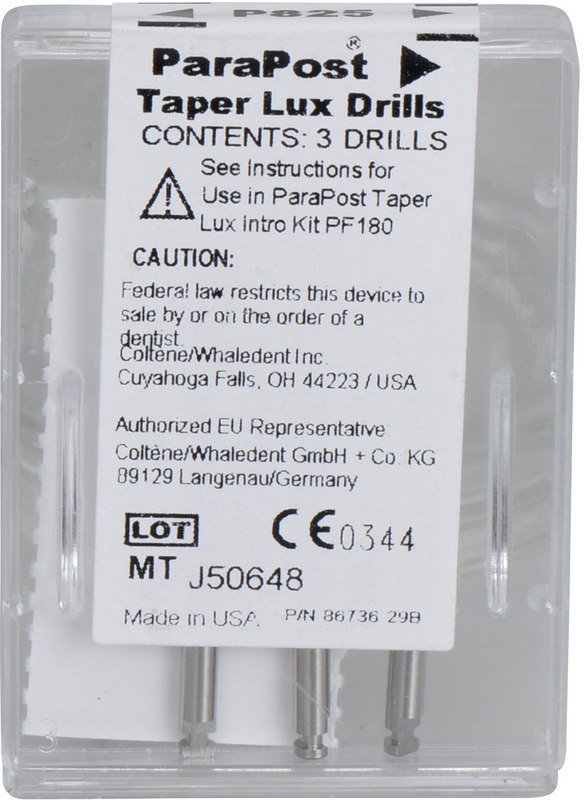 P825
ParaPost®
Taper Lux Drills
CONTENTS: 3 DRILLS
See Instructions for
Use in ParaPost Taper
Lux Intro Kit PF180
CAUTION:
Federal law restricts this device to
sale by or on the order of a
dentist.
Coltène/Whaledent Inc.
Cuyahoga Falls, OH 44223 / USA
Authorized EU Representative
Coltène/Whaledent GmbH + Co. KG
89129 Langenau/Germany
LOT CE 0344
MT J50648
Made in USA P/N 86736 29B
3